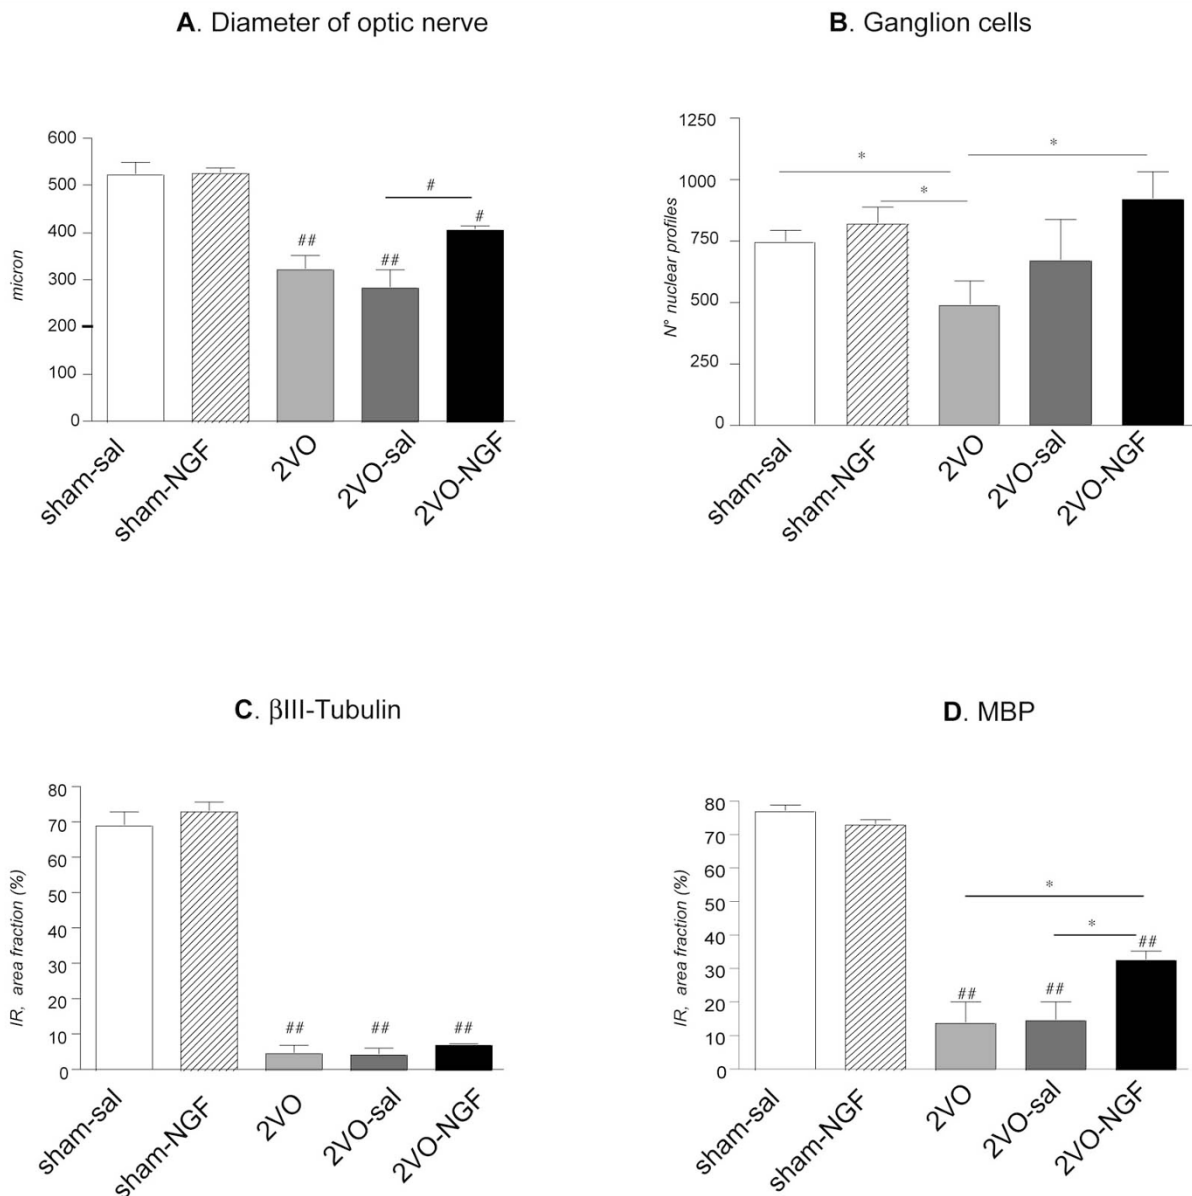 A. Diameter of optic nerve
micron
600
500
400
300
200
100
0
##
##
#
#
sham-sal
sham-NGF
2VO
2VO-sal
2VO-NGF
B. Ganglion cells
N° nuclear profiles
1250
1000
750
500
250
0
*
*
*
sham-sal
sham-NGF
2VO
2VO-sal
2VO-NGF
C. βIII-Tubulin
IR, area fraction (%)
80
70
60
50
40
30
20
10
0
##
##
##
sham-sal
sham-NGF
2VO
2VO-sal
2VO-NGF
D. MBP
IR, area fraction (%)
80
70
60
50
40
30
20
10
0
*
*
##
##
##
sham-sal
sham-NGF
2VO
2VO-sal
2VO-NGF